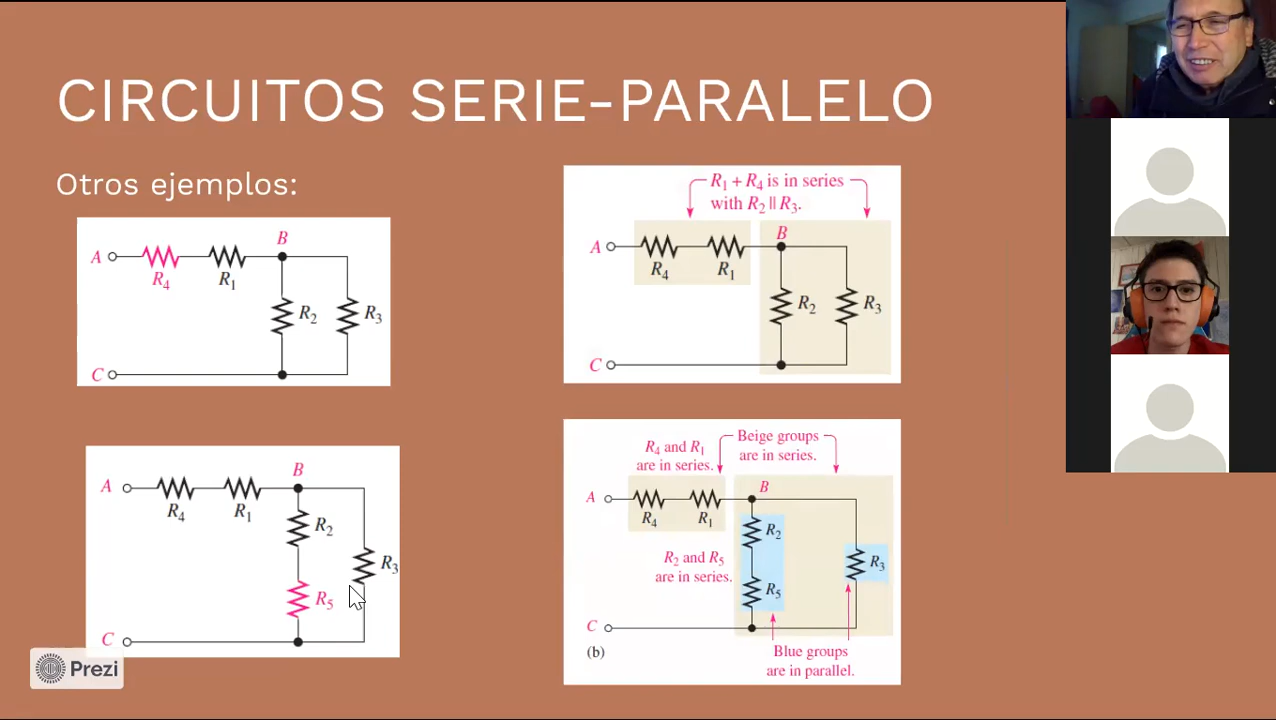 CIRCUITOS SERIE-PARALELO
Otros ejemplos:
A
R4
R1
B
R2
R3
C
R1 + R4 is in series
with R2 || R3.
A
R4
R1
B
R2
R3
C
A
R4
R1
B
R2
R3
R5
C
R4 and R1
are in series.
Beige groups
are in series.
A
R4
R1
B
R2
R3
R2 and R5
are in series.
R5
C
(b)
Blue groups
are in parallel.
Prezi